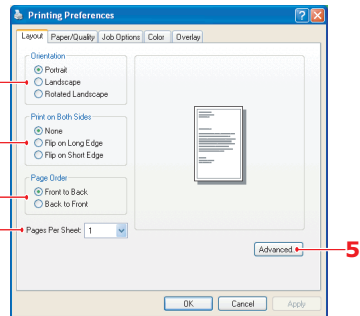 Printing Preferences
Layout Paper/Quality Job Options Color Overlay
Orientation
Portrait
Landscape
Rotated Landscape
Print on Both Sides
None
Flip on Long Edge
Flip on Short Edge
Page Order
Front to Back
Back to Front
Pages Per Sheet: 1
Advanced... 5
OK Cancel Apply